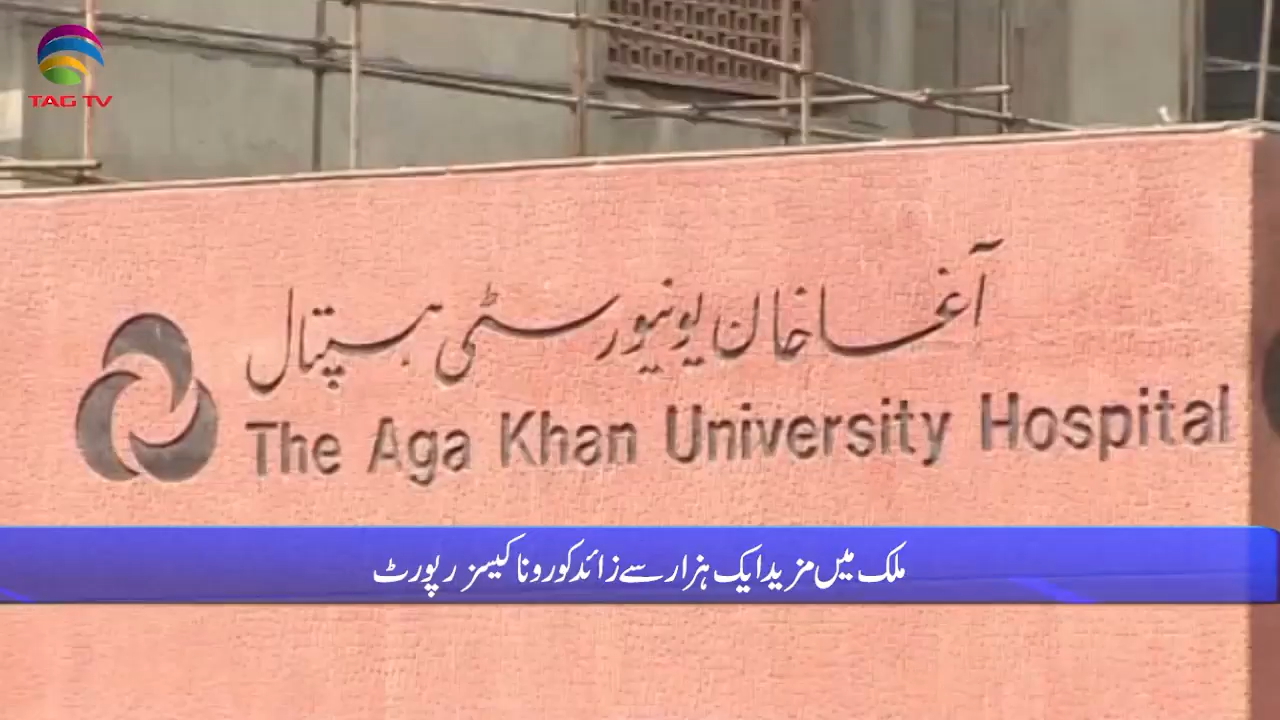 TAG TV
آغا خان یونیورسٹی ہسپتال
The Aga Khan University Hospital
ملک میں مزید ایک ہزار سے زائد کورونا کیسز رپورٹ